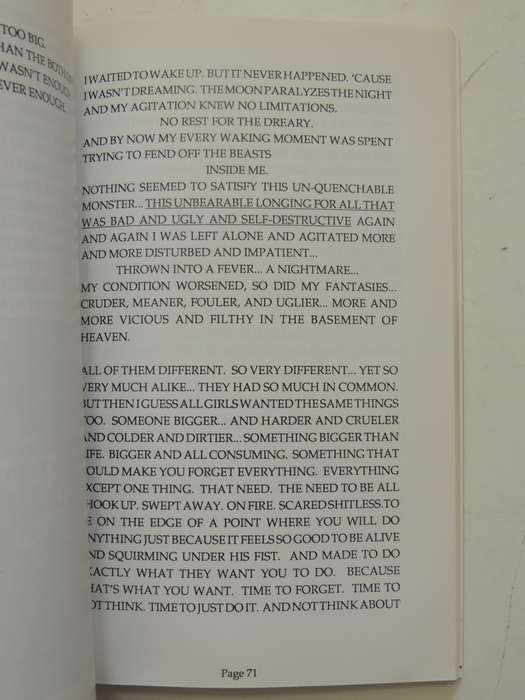 TOO BIG.
HAN THE BOTH
WASN'T ENOUGH
EVER ENOUGH
I WAITED TO WAKE UP. BUT IT NEVER HAPPENED. 'CAUSE
I WASN'T DREAMING. THE MOON PARALYZES THE NIGHT
AND MY AGITATION KNEW NO LIMITATIONS.
NO REST FOR THE DREARY.
AND BY NOW MY EVERY WAKING MOMENT WAS SPENT
TRYING TO FEND OFF THE BEASTS
INSIDE ME.
NOTHING SEEMED TO SATISFY THIS UN-QUENCHABLE
MONSTER... THIS UNBEARABLE LONGING FOR ALL THAT
WAS BAD AND UGLY AND SELF-DESTRUCTIVE AGAIN
AND AGAIN I WAS LEFT ALONE AND AGITATED MORE
AND MORE DISTURBED AND IMPATIENT...
THROWN INTO A FEVER... A NIGHTMARE...
MY CONDITION WORSENED, SO DID MY FANTASIES...
CRUDER, MEANER, FOULER, AND UGLIER... MORE AND
MORE VICIOUS AND FILTHY IN THE BASEMENT OF
HEAVEN.
ALL OF THEM DIFFERENT. SO VERY DIFFERENT... YET SO
VERY MUCH ALIKE... THEY HAD SO MUCH IN COMMON.
BUT THEN I GUESS ALL GIRLS WANTED THE SAME THINGS
TOO. SOMEONE BIGGER... AND HARDER AND CRUELER
AND COLDER AND DIRTIER... SOMETHING BIGGER THAN
LIFE. BIGGER AND ALL CONSUMING. SOMETHING THAT
OULD MAKE YOU FORGET EVERYTHING. EVERYTHING
EXCEPT ONE THING. THAT NEED. THE NEED TO BE ALL
SHOOK UP. SWEPT AWAY. ON FIRE. SCARED SHITLESS.TO
BE ON THE EDGE OF A POINT WHERE YOU WILL DO
ANYTHING JUST BECAUSE IT FEELS SO GOOD TO BE ALIVE
AND SQUIRMING UNDER HIS FIST. AND MADE TO DO
EXACTLY WHAT THEY WANT YOU TO DO. BECAUSE
THAT'S WHAT YOU WANT. TIME TO FORGET. TIME TO
NOT THINK. TIME TO JUST DO IT. AND NOT THINK ABOUT
Page 71